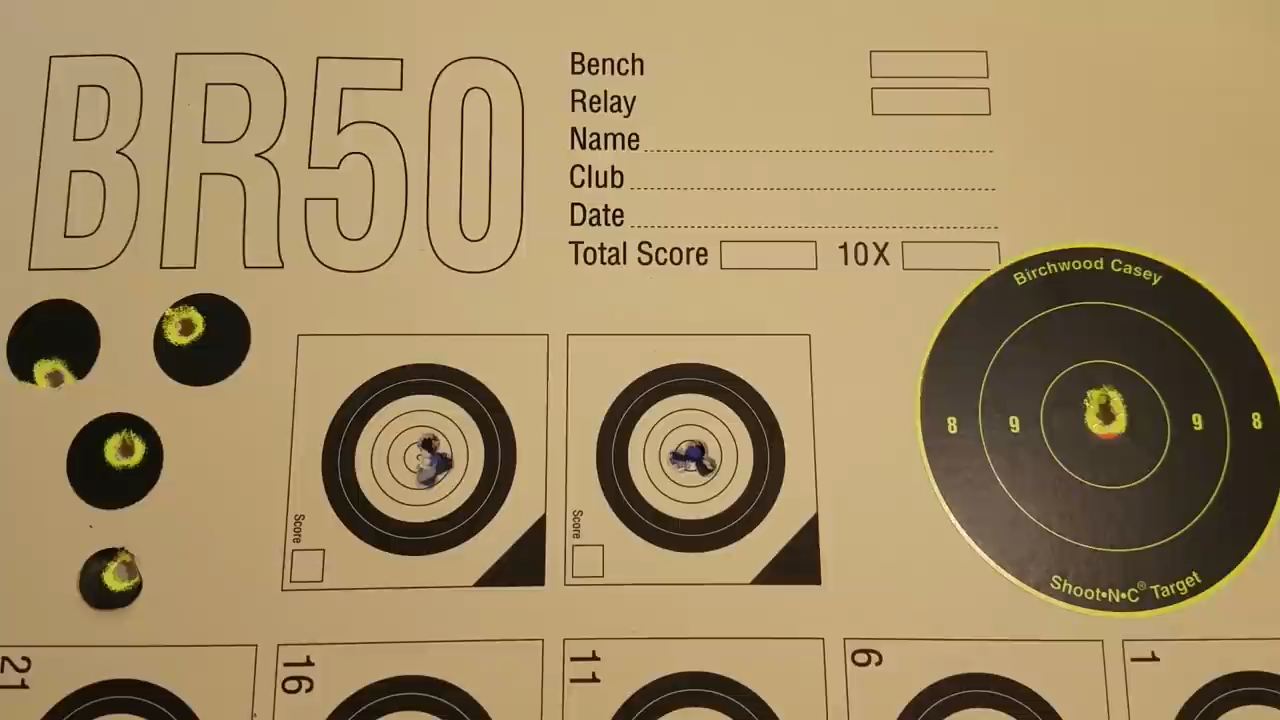 BR50
Bench
Relay
Name
Club
Date
Total Score 10X
Birchwood Casey
8 9 9 8
Shoot•N•C® Target
Score
Score
21
16
11
6
1